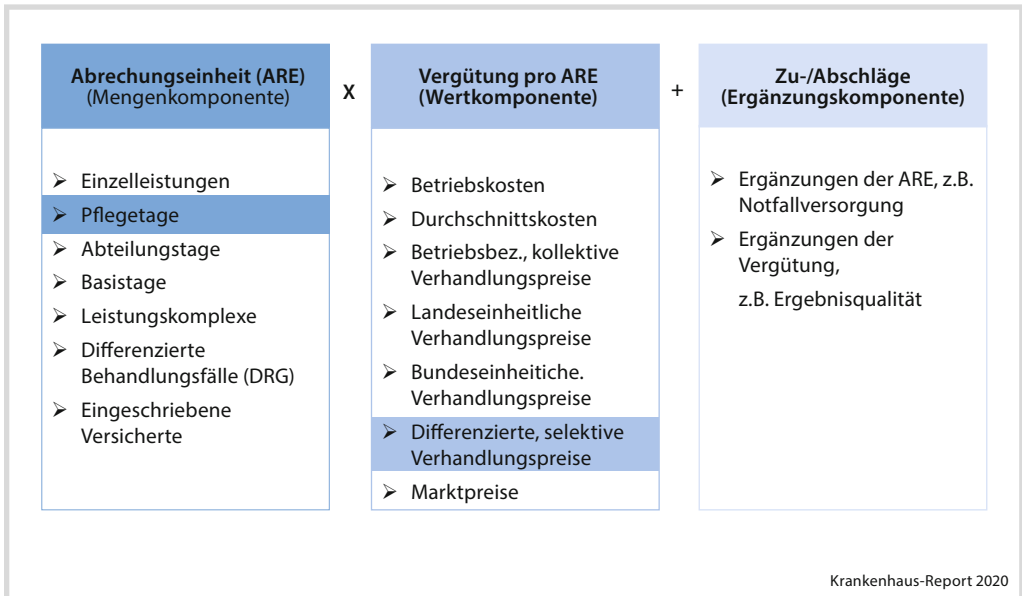 Abrechungseinheit (ARE)
(Mengenkomponente)
X
Vergütung pro ARE
(Wertkomponente)
+
Zu-/Abschläge
(Ergänzungskomponente)
➢ Einzelleistungen
➢ Pflegetage
➢ Abteilungstage
➢ Basistage
➢ Leistungskomplexe
➢ Differenzierte
Behandlungsfälle (DRG)
➢ Eingeschriebene
Versicherte
➢ Betriebskosten
➢ Durchschnittskosten
➢ Betriebsbez., kollektive
Verhandlungspreise
➢ Landeseinheitliche
Verhandlungspreise
➢ Bundeseinheitiche.
Verhandlungspreise
➢ Differenzierte, selektive
Verhandlungspreise
➢ Marktpreise
➢ Ergänzungen der ARE, z.B.
Notfallversorgung
➢ Ergänzungen der
Vergütung,
z.B. Ergebnisqualität
Krankenhaus-Report 2020